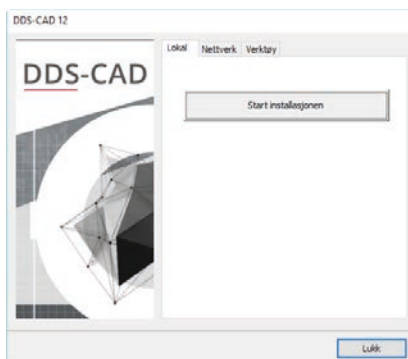 DDS-CAD 12
Lokal Nettverk Verktøy
DDS-CAD
Start installasjonen
Lukk